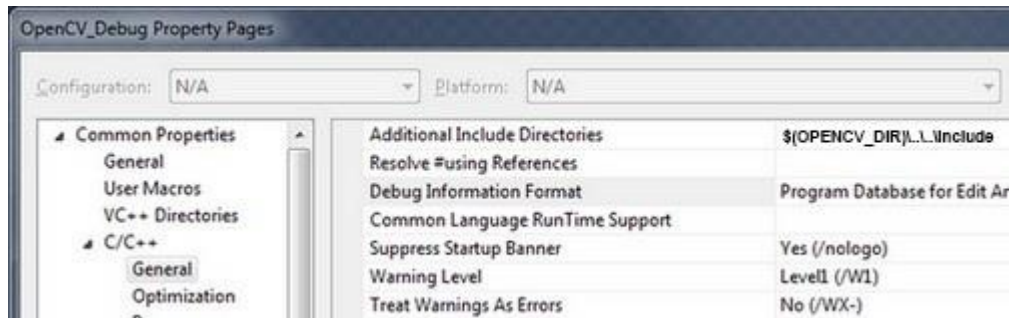 OpenCV_Debug Property Pages
Configuration: N/A Platform: N/A
Common Properties
General
User Macros
VC++ Directories
C/C++
General
Optimization
Additional Include Directories $(OPENCV_DIR)\..\..\include
Resolve #using References
Debug Information Format Program Database for Edit An
Common Language RunTime Support
Suppress Startup Banner Yes (/nologo)
Warning Level Level1 (/W1)
Treat Warnings As Errors No (/WX-)